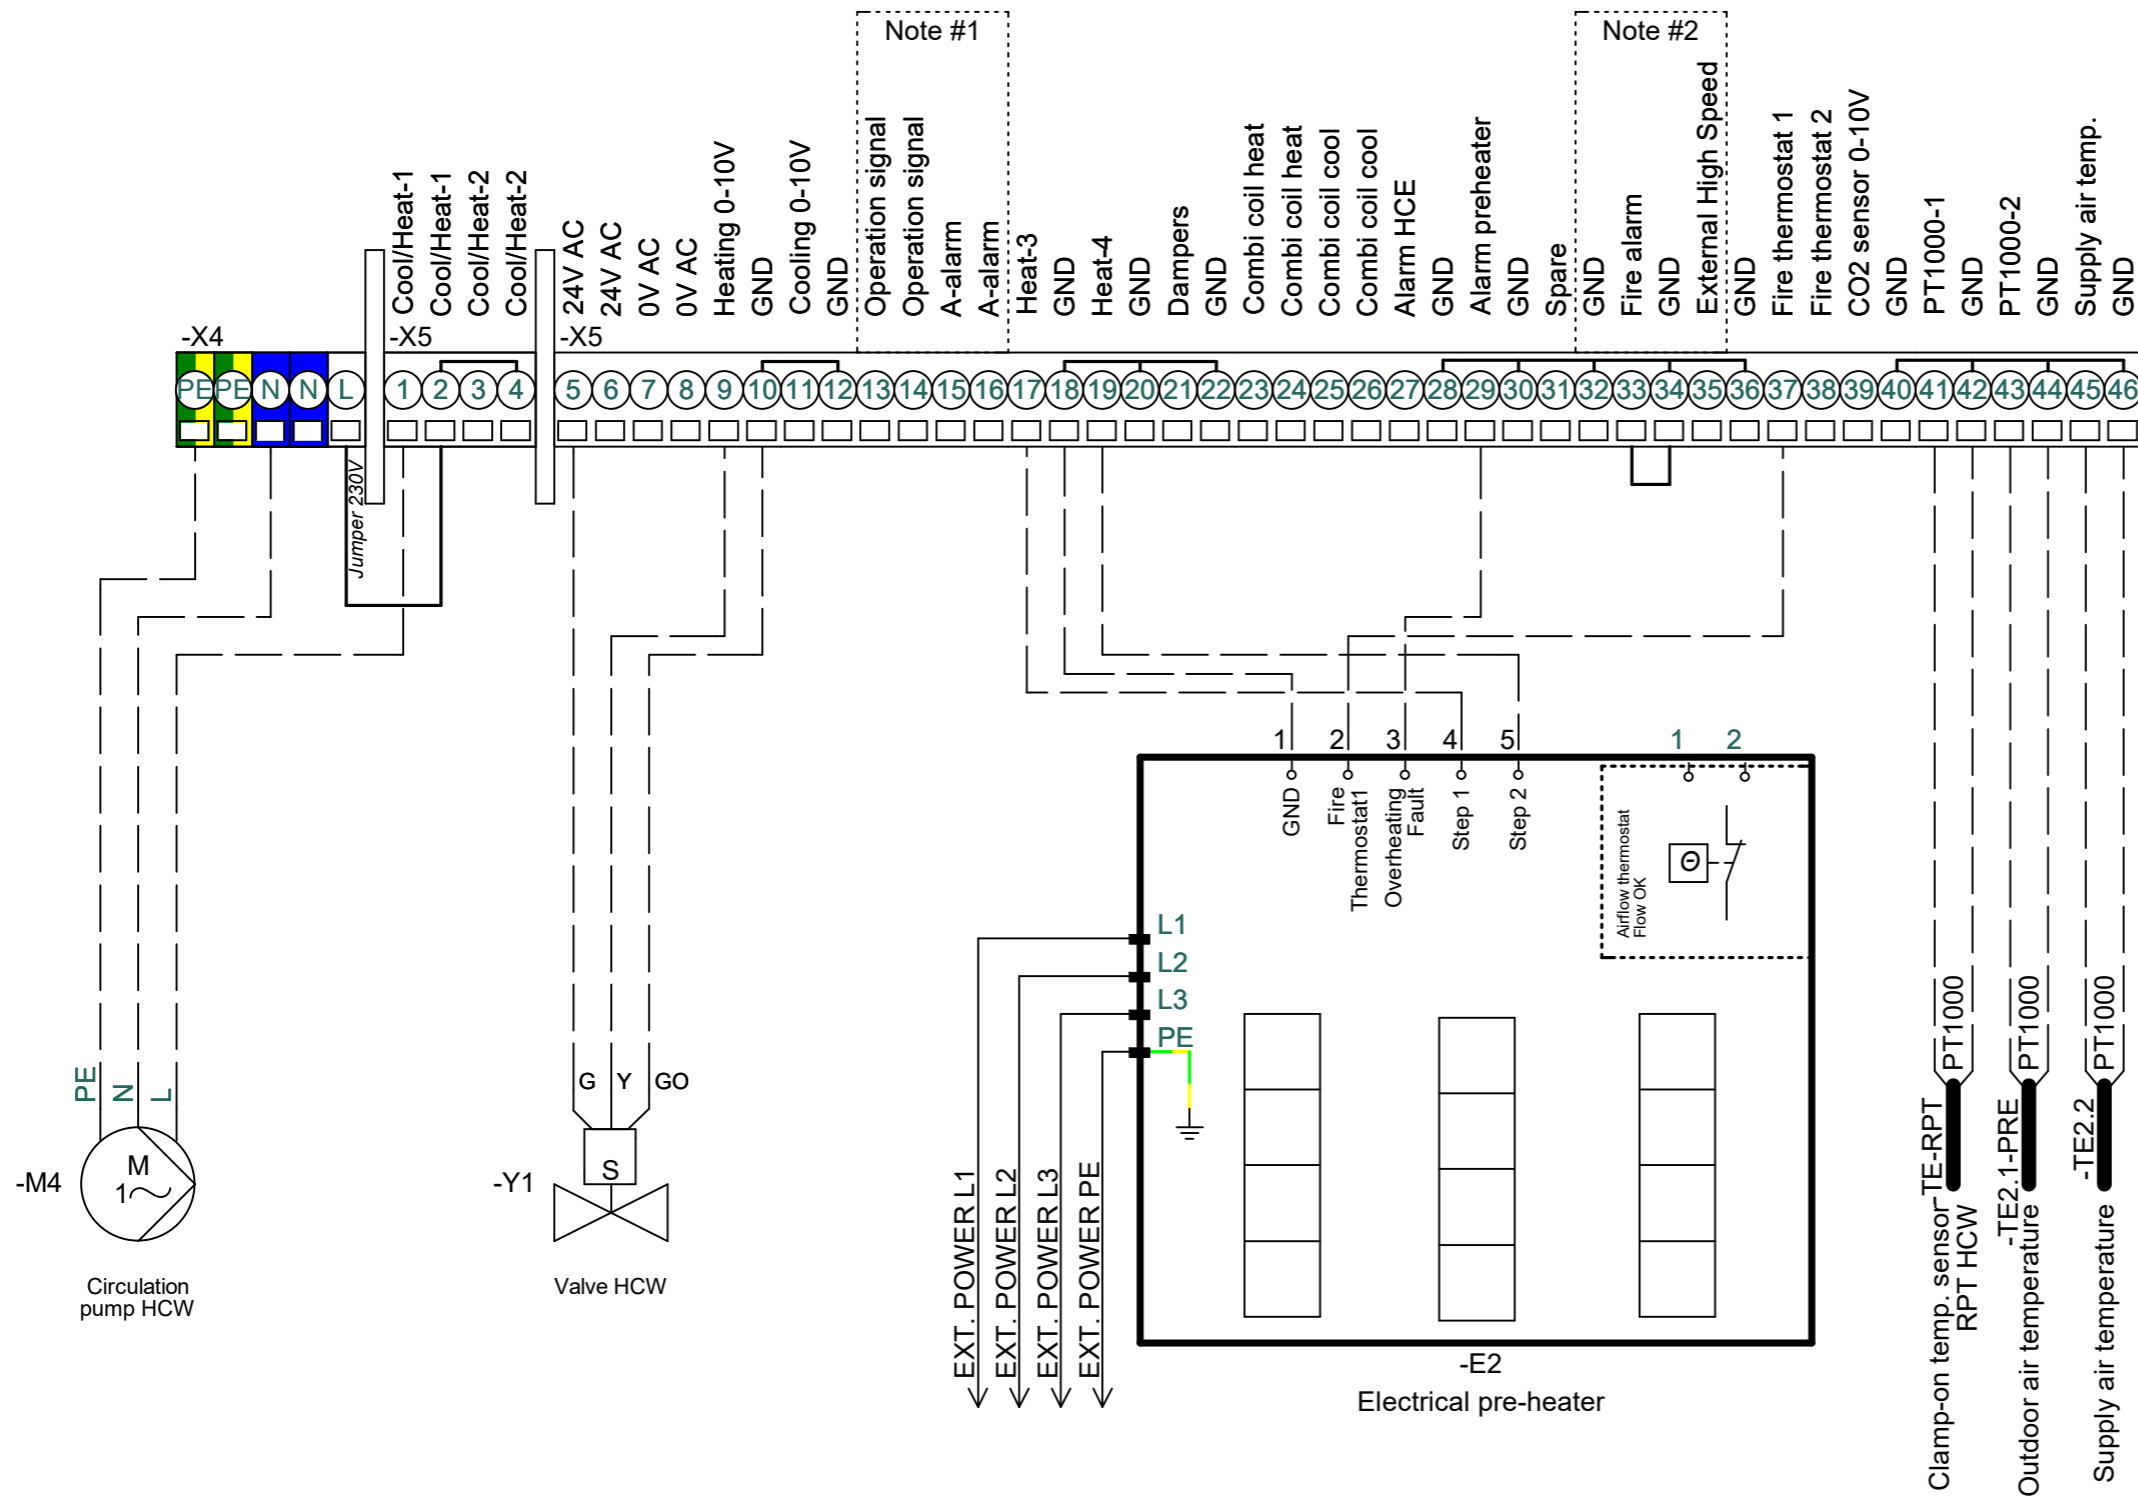 Note #1
Note #2
Cool/Heat-1
Cool/Heat-1
Cool/Heat-2
Cool/Heat-2
24V AC
24V AC
0V AC
0V AC
Heating 0-10V
GND
Cooling 0-10V
GND
Operation signal
Operation signal
A-alarm
A-alarm
Heat-3
GND
Heat-4
GND
Dampers
GND
Combi coil heat
Combi coil heat
Combi coil cool
Combi coil cool
Alarm HCE
GND
Alarm preheater
GND
Spare
GND
Fire alarm
GND
External High Speed
GND
Fire thermostat 1
Fire thermostat 2
CO2 sensor 0-10V
GND
PT1000-1
GND
PT1000-2
GND
Supply air temp.
GND
-X4 -X5 -X5
PE PE N N L 1 2 3 4 5 6 7 8 9 10 11 12 13 14 15 16 17 18 19 20 21 22 23 24 25 26 27 28 29 30 31 32 33 34 35 36 37 38 39 40 41 42 43 44 45 46
Jumper 230V
1 2 3 4 5 1 2
GND
Fire
Thermostat1
Overheating
Fault
Step 1
Step 2
Airflow thermostat
Flow OK
Θ
L1
L2
L3
PE
PE
N
L
G Y GO
PT1000
PT1000
PT1000
M
1
-M4
Circulation
pump HCW
S
-Y1
Valve HCW
EXT. POWER L1
EXT. POWER L2
EXT. POWER L3
EXT. POWER PE
-E2
Electrical pre-heater
-TE-RPT
Clamp-on temp. sensor
RPT HCW
-TE2.1-PRE
Outdoor air temperature
-TE2.2
Supply air temperature